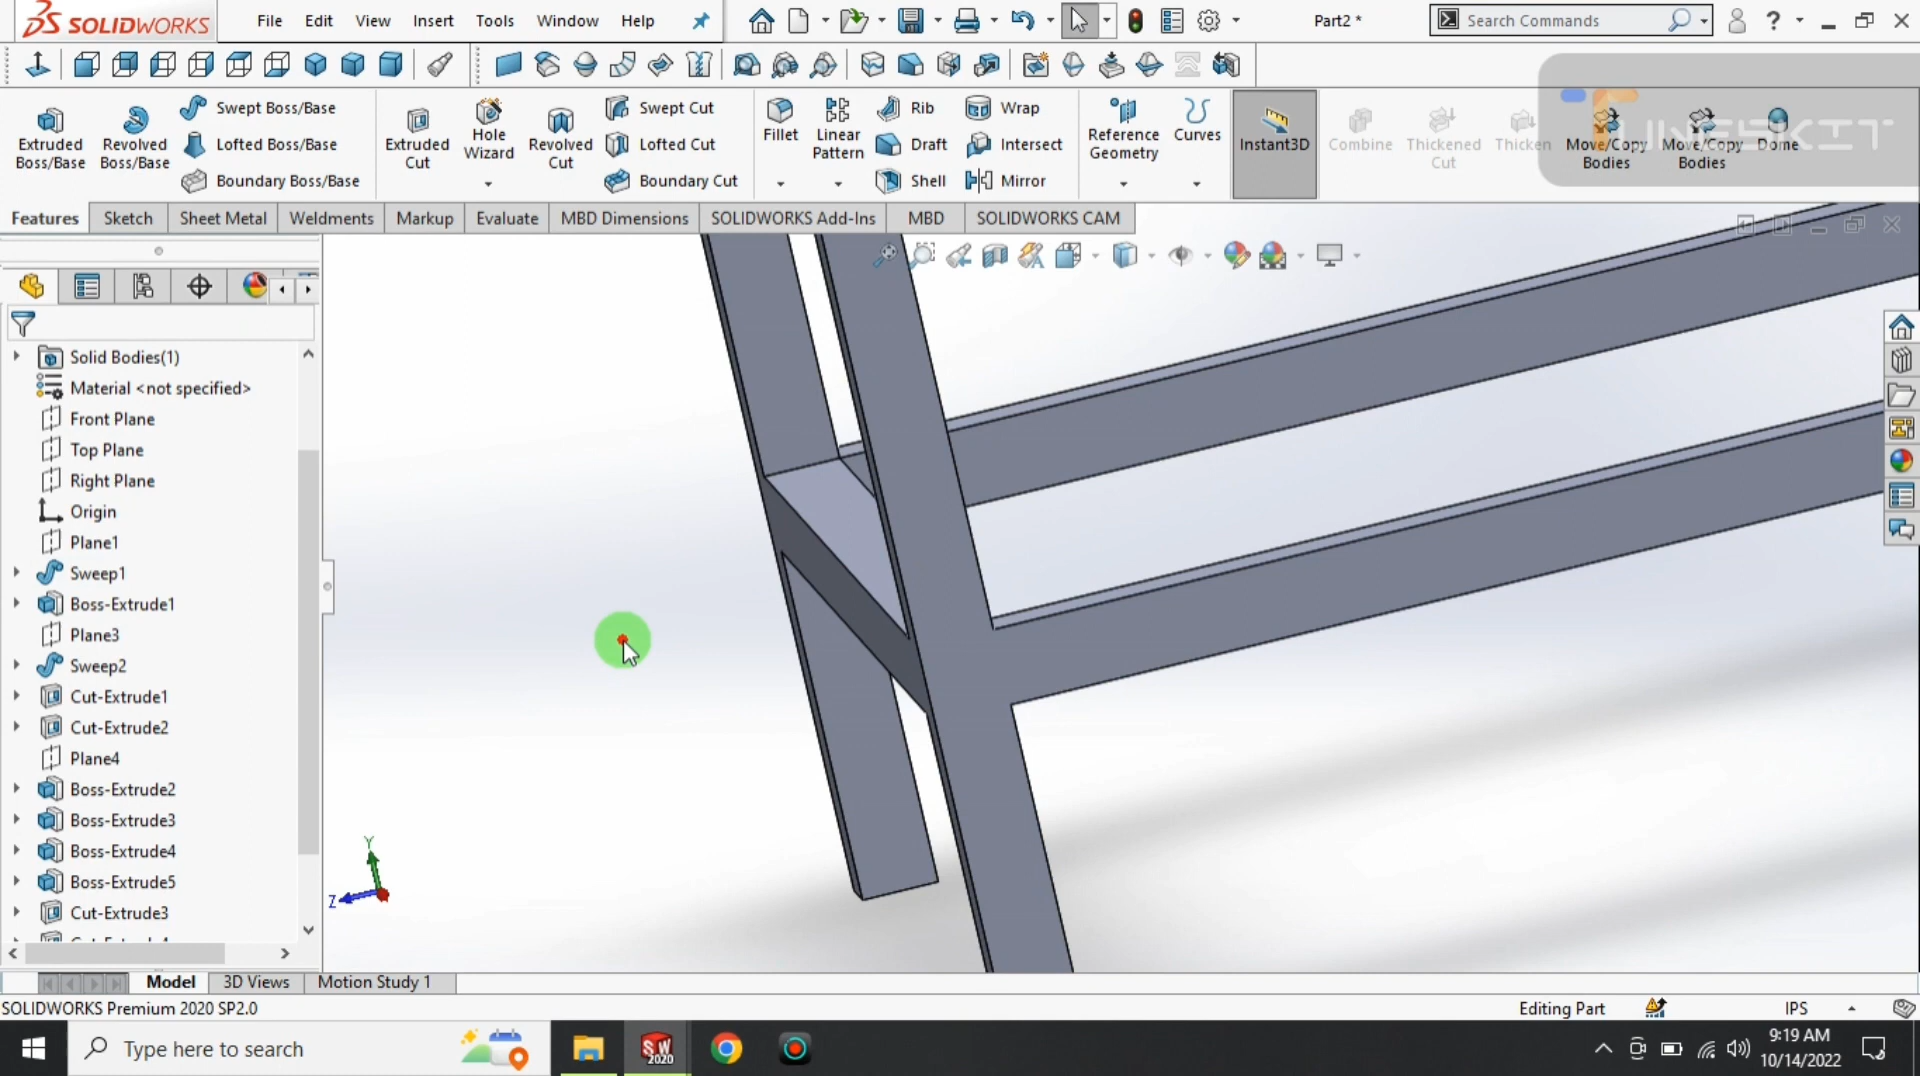 SOLIDWORKS File Edit View Insert Tools Window Help Part2 * Search Commands
Extruded Boss/Base
Revolved Boss/Base
Swept Boss/Base
Lofted Boss/Base
Boundary Boss/Base
Extruded Cut
Hole Wizard
Revolved Cut
Swept Cut
Lofted Cut
Boundary Cut
Fillet
Linear Pattern
Rib
Draft
Shell
Wrap
Intersect
Mirror
Reference Geometry
Curves
Instant3D
Combine
Thickened Cut
Thicken
Move/Copy Bodies
Move/Copy Bodies
Dome
Features Sketch Sheet Metal Weldments Markup Evaluate MBD Dimensions SOLIDWORKS Add-Ins MBD SOLIDWORKS CAM
Solid Bodies(1)
Material <not specified>
Front Plane
Top Plane
Right Plane
Origin
Plane1
Sweep1
Boss-Extrude1
Plane3
Sweep2
Cut-Extrude1
Cut-Extrude2
Plane4
Boss-Extrude2
Boss-Extrude3
Boss-Extrude4
Boss-Extrude5
Cut-Extrude3
Y
Z
Model 3D Views Motion Study 1
SOLIDWORKS Premium 2020 SP2.0 Editing Part IPS
Type here to search
SW
2020
9:19 AM
10/14/2022